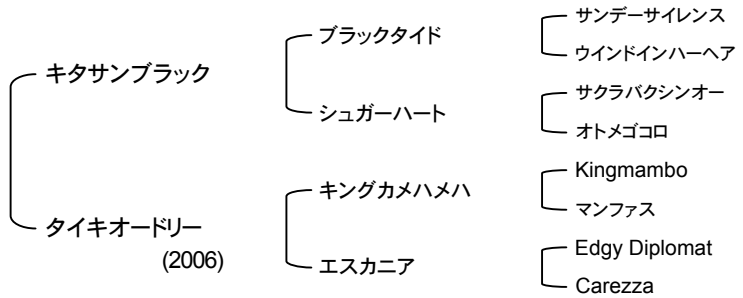 キタサンブラック
タイキオードリー
(2006)
ブラックタイド
シュガーハート
キングカメハメハ
エスカニア
サンデーサイレンス
ウインドインハーヘア
サクラバクシンオー
オトメゴコロ
Kingmambo
マンファス
Edgy Diplomat
Carezza